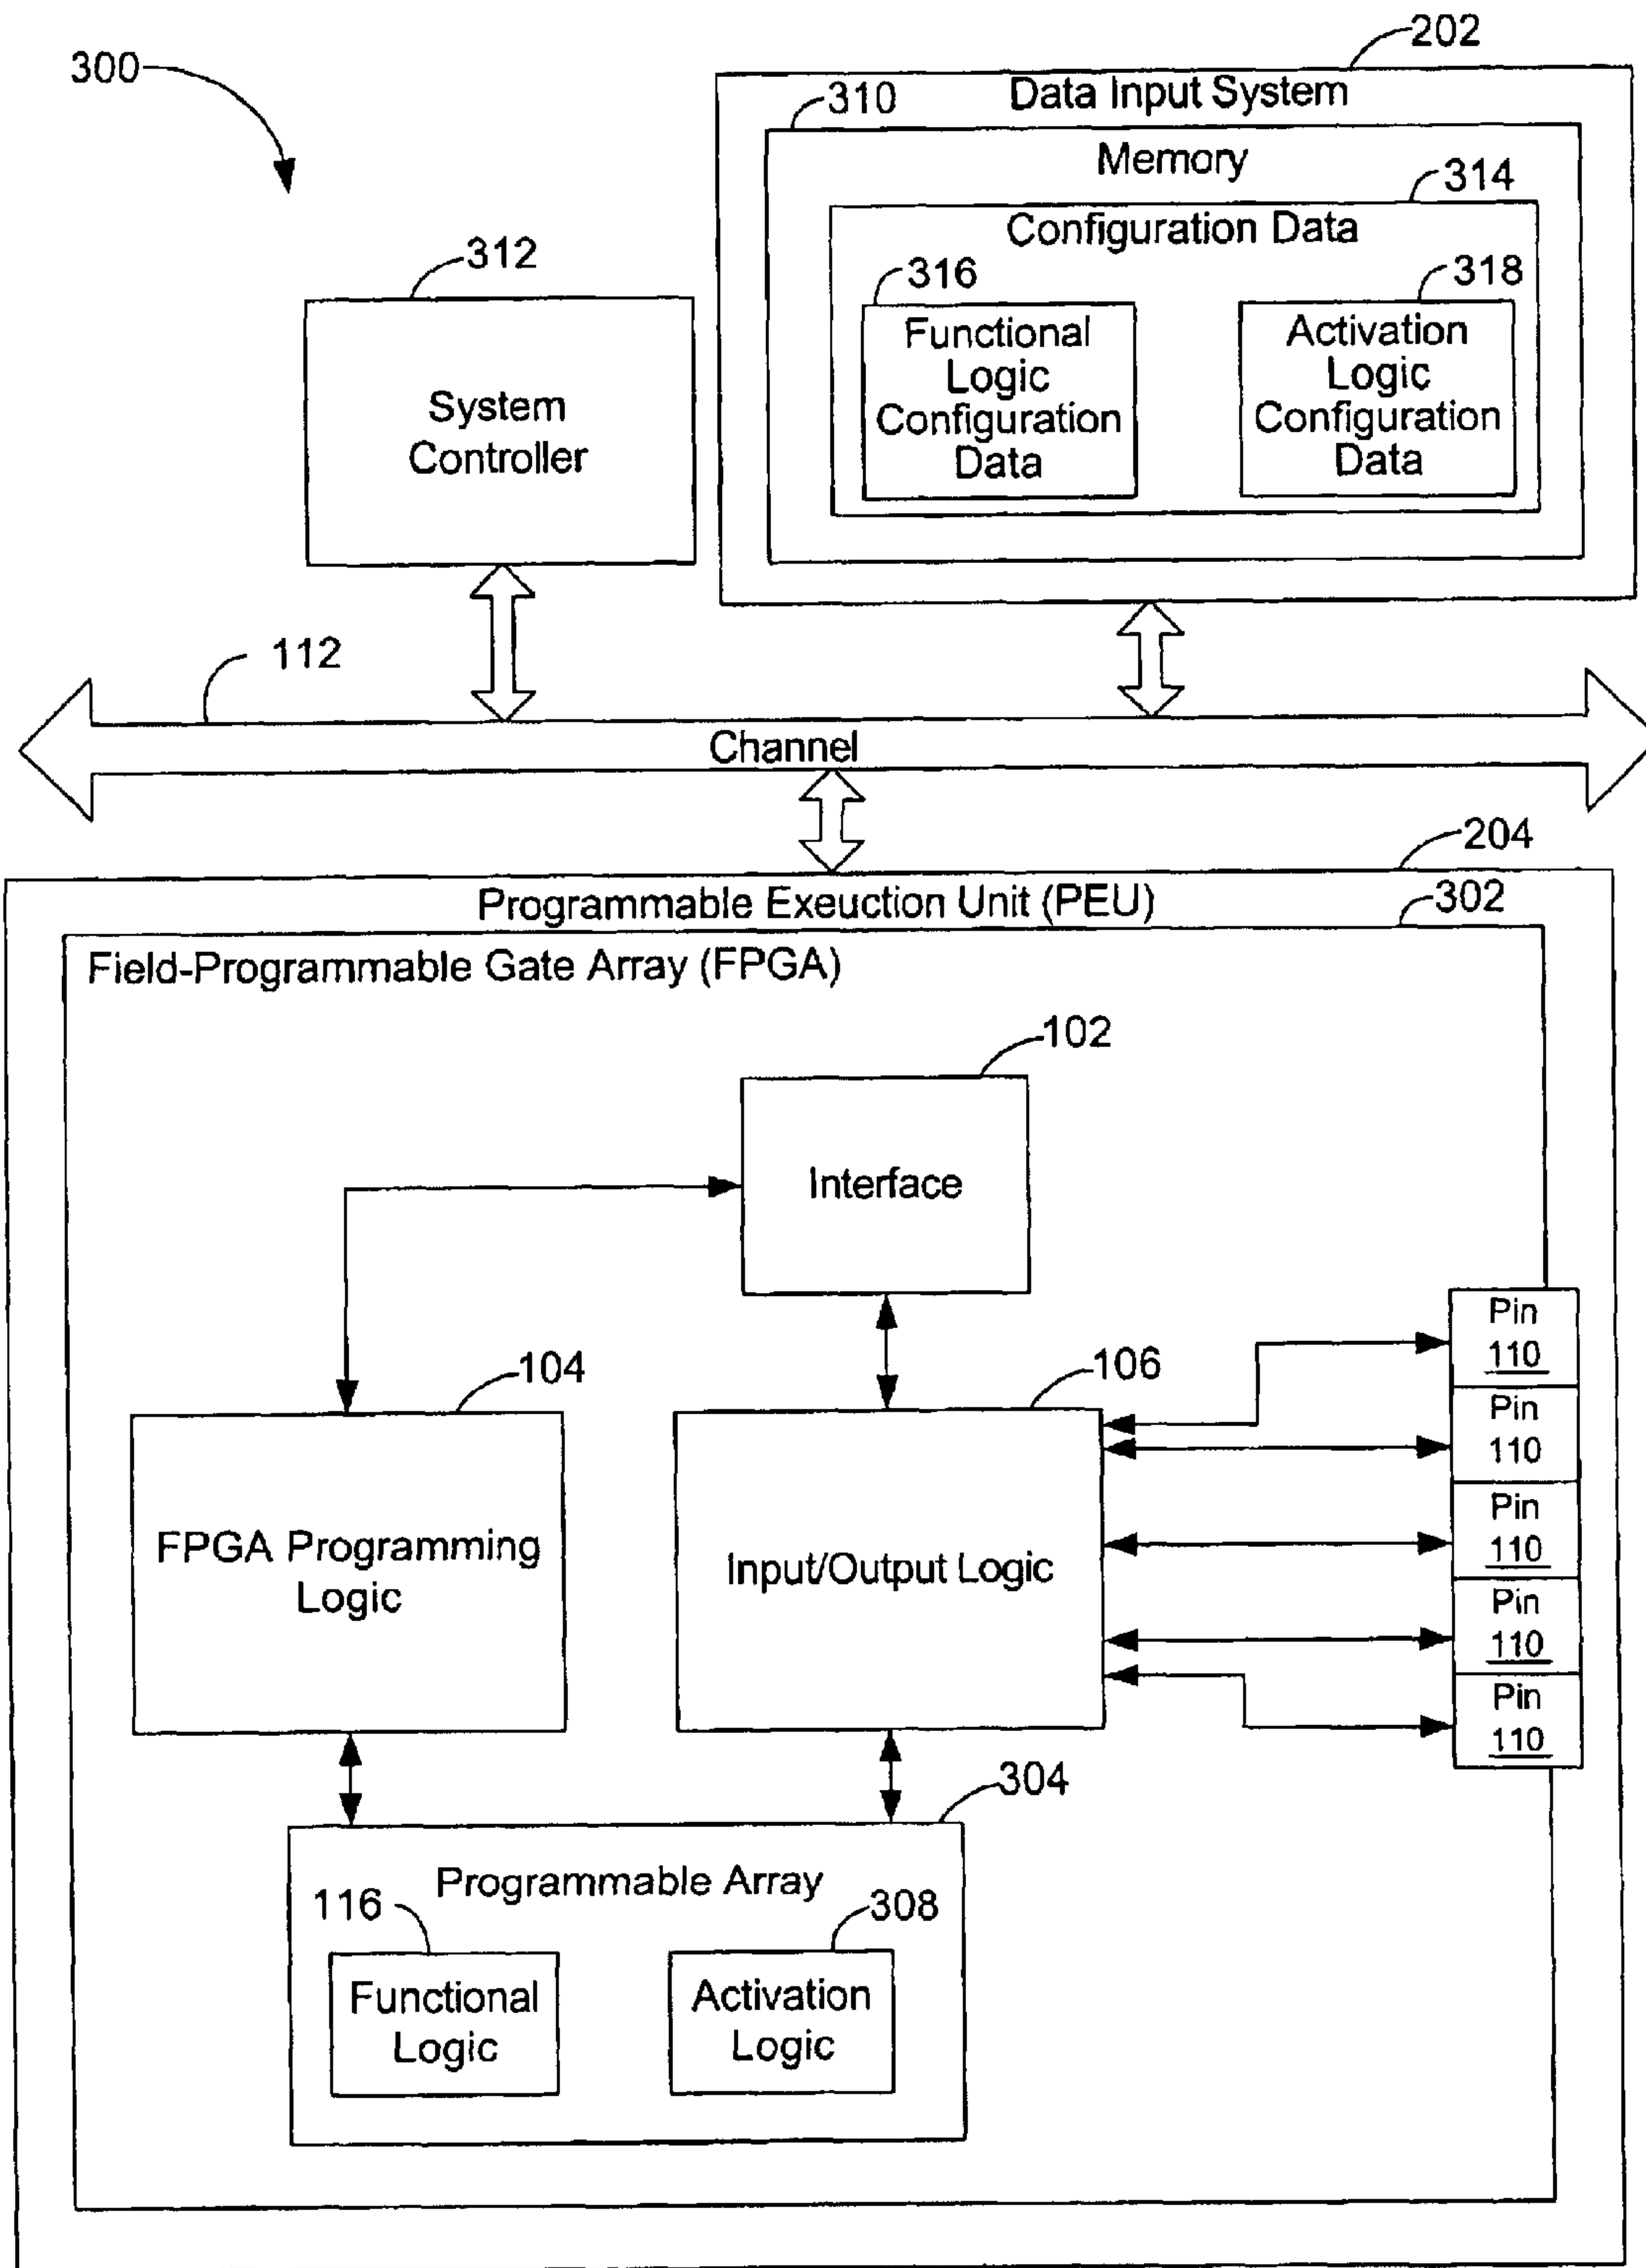 300
202
Data Input System
310
Memory
314
Configuration Data
316
318
Functional
Logic
Configuration
Data
Activation
Logic
Configuration
Data
312
System
Controller
112
Channel
204
Programmable Exeuction Unit (PEU)
302
Field-Programmable Gate Array (FPGA)
102
Interface
104
FPGA Programming
Logic
106
Input/Output Logic
Pin
110
Pin
110
Pin
110
Pin
110
Pin
110
304
Programmable Array
116
Functional
Logic
308
Activation
Logic